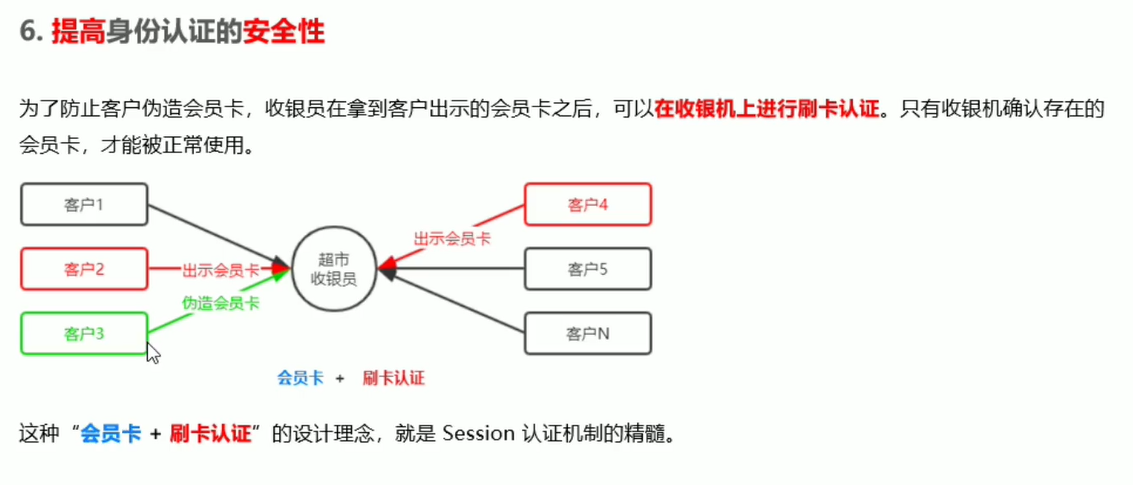 6. 提高身份认证的安全性
为了防止客户伪造会员卡，收银员在拿到客户出示的会员卡之后，可以在收银机上进行刷卡认证。只有收银机确认存在的
会员卡，才能被正常使用。
客户1
客户4
出示会员卡
超市
收银员
客户2
出示会员卡
客户5
伪造会员卡
客户3
客户N
会员卡 + 刷卡认证
这种“会员卡 + 刷卡认证”的设计理念，就是 Session 认证机制的精髓。